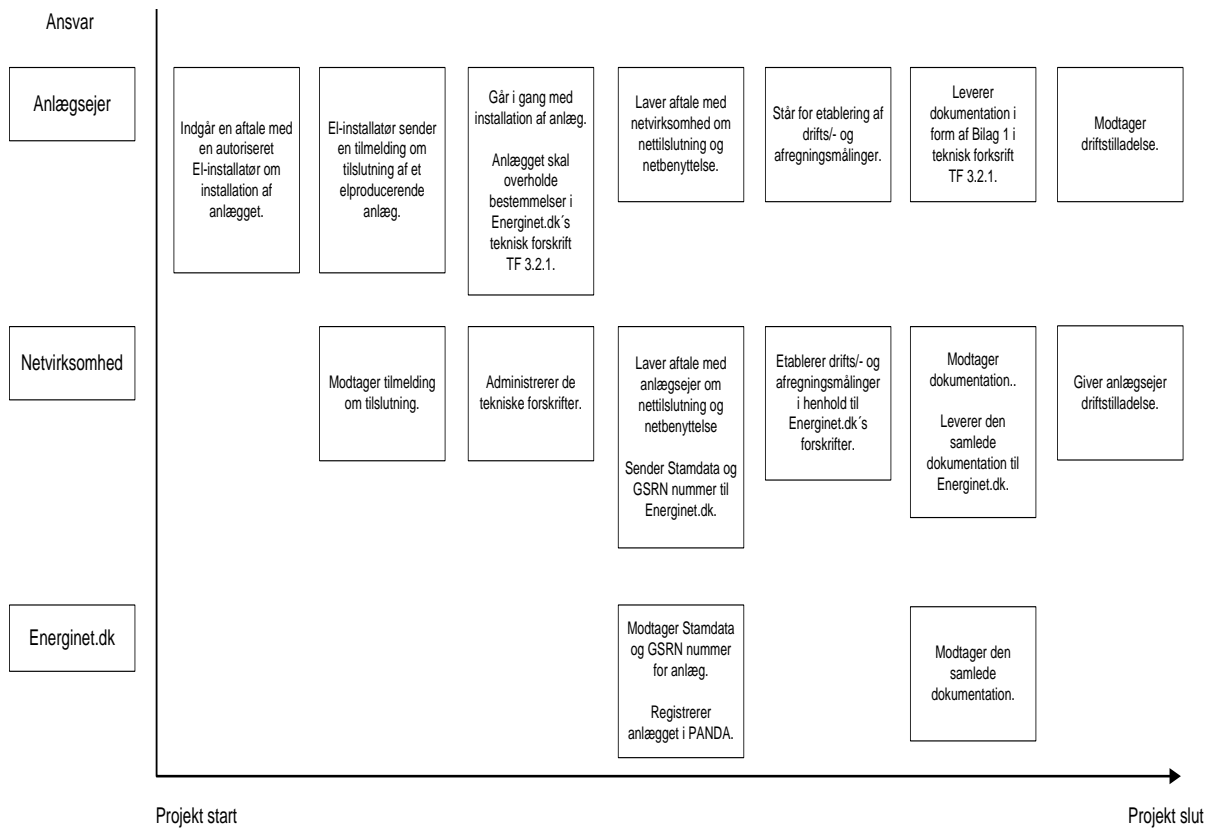 Ansvar
Anlægsejer
Indgår en aftale med
en autoriseret
El-installatør om
installation af
anlægget.
El-installatør sender
en tilmelding om
tilslutning af et
elproducerende
anlæg.
Går i gang med
installation af anlæg.
Anlægget skal
overholde
bestemmelser i
Energinet.dk´s
teknisk forskrift
TF 3.2.1.
Laver aftale med
netvirksomhed om
nettilslutning og
netbenyttelse.
Står for etablering af
drifts/- og
afregningsmålinger.
Leverer
dokumentation i
form af Bilag 1 i
teknisk forksrift
TF 3.2.1.
Modtager
driftstilladelse.
Netvirksomhed
Modtager tilmelding
om tilslutning.
Administrerer de
tekniske forskrifter.
Laver aftale med
anlægsejer om
nettilslutning og
netbenyttelse
Sender Stamdata og
GSRN nummer til
Energinet.dk.
Etablerer drifts/- og
afregningsmålinger
i henhold til
Energinet.dk´s
forskrifter.
Modtager
dokumentation..
Leverer den
samlede
dokumentation til
Energinet.dk.
Giver anlægsejer
driftstilladelse.
Energinet.dk
Modtager Stamdata
og GSRN nummer
for anlæg.
Registrerer
anlægget i PANDA.
Modtager den
samlede
dokumentation.
Projekt start
Projekt slut